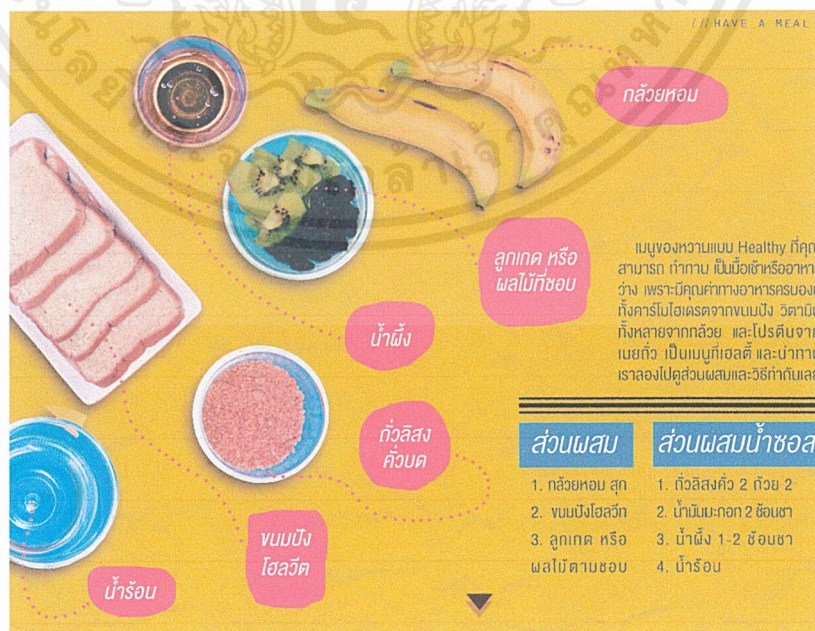 //HAVE A MEAL
กล้วยหอม
ลูกเกด หรือ
ผลไม้ที่ชอบ
น้ำผึ้ง
ถั่วลิสง
คั่วบด
ขนมปัง
โฮลวีต
น้ำร้อน
เมนูของหวานแบบ Healthy ที่คุณ
สามารถ ทำทาน เป็นมื้อเช้าหรืออาหาร
ว่าง เพราะมีคุณค่าทางอาหารครบอง
ทั้งคาร์โบไฮเดรตจากขนมปัง วิตามิน
ทั้งหลายจากกล้วย และโปรตีนจาก
เนยถั่ว เป็นเมนูที่เฮลตี้ และน่าทาน
เราลองไปดูส่วนผสมและวิธีทำกันเลย
ส่วนผสม
1. กล้วยหอม สุก
2. ขนมปังโฮลวีท
3. ลูกเกด หรือ
ผลไม้ตามชอบ
ส่วนผสมน้ำซอส
1. ถั่วลิสงคั่ว 2 ถ้วย 2
2. น้ำมันมะกอก 2 ช้อนชา
3. น้ำผึ้ง 1-2 ช้อนชา
4. น้ำร้อน